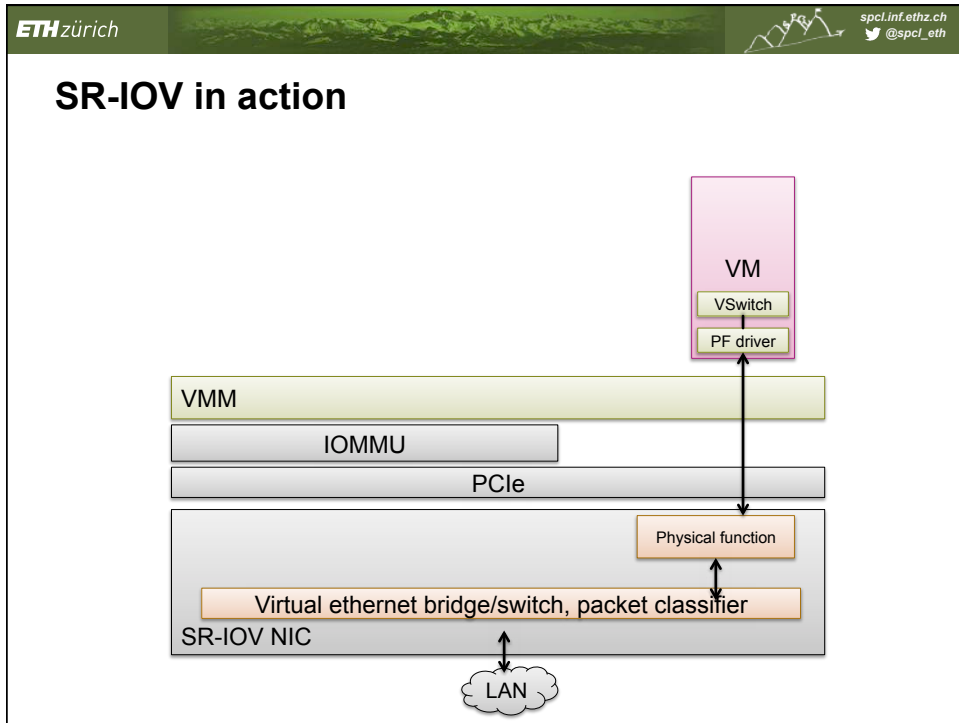 ETH zürich
spcl.inf.ethz.ch
@spcl_eth
SR-IOV in action
VM
VSwitch
PF driver
VMM
IOMMU
PCIe
Physical function
Virtual ethernet bridge/switch, packet classifier
SR-IOV NIC
LAN